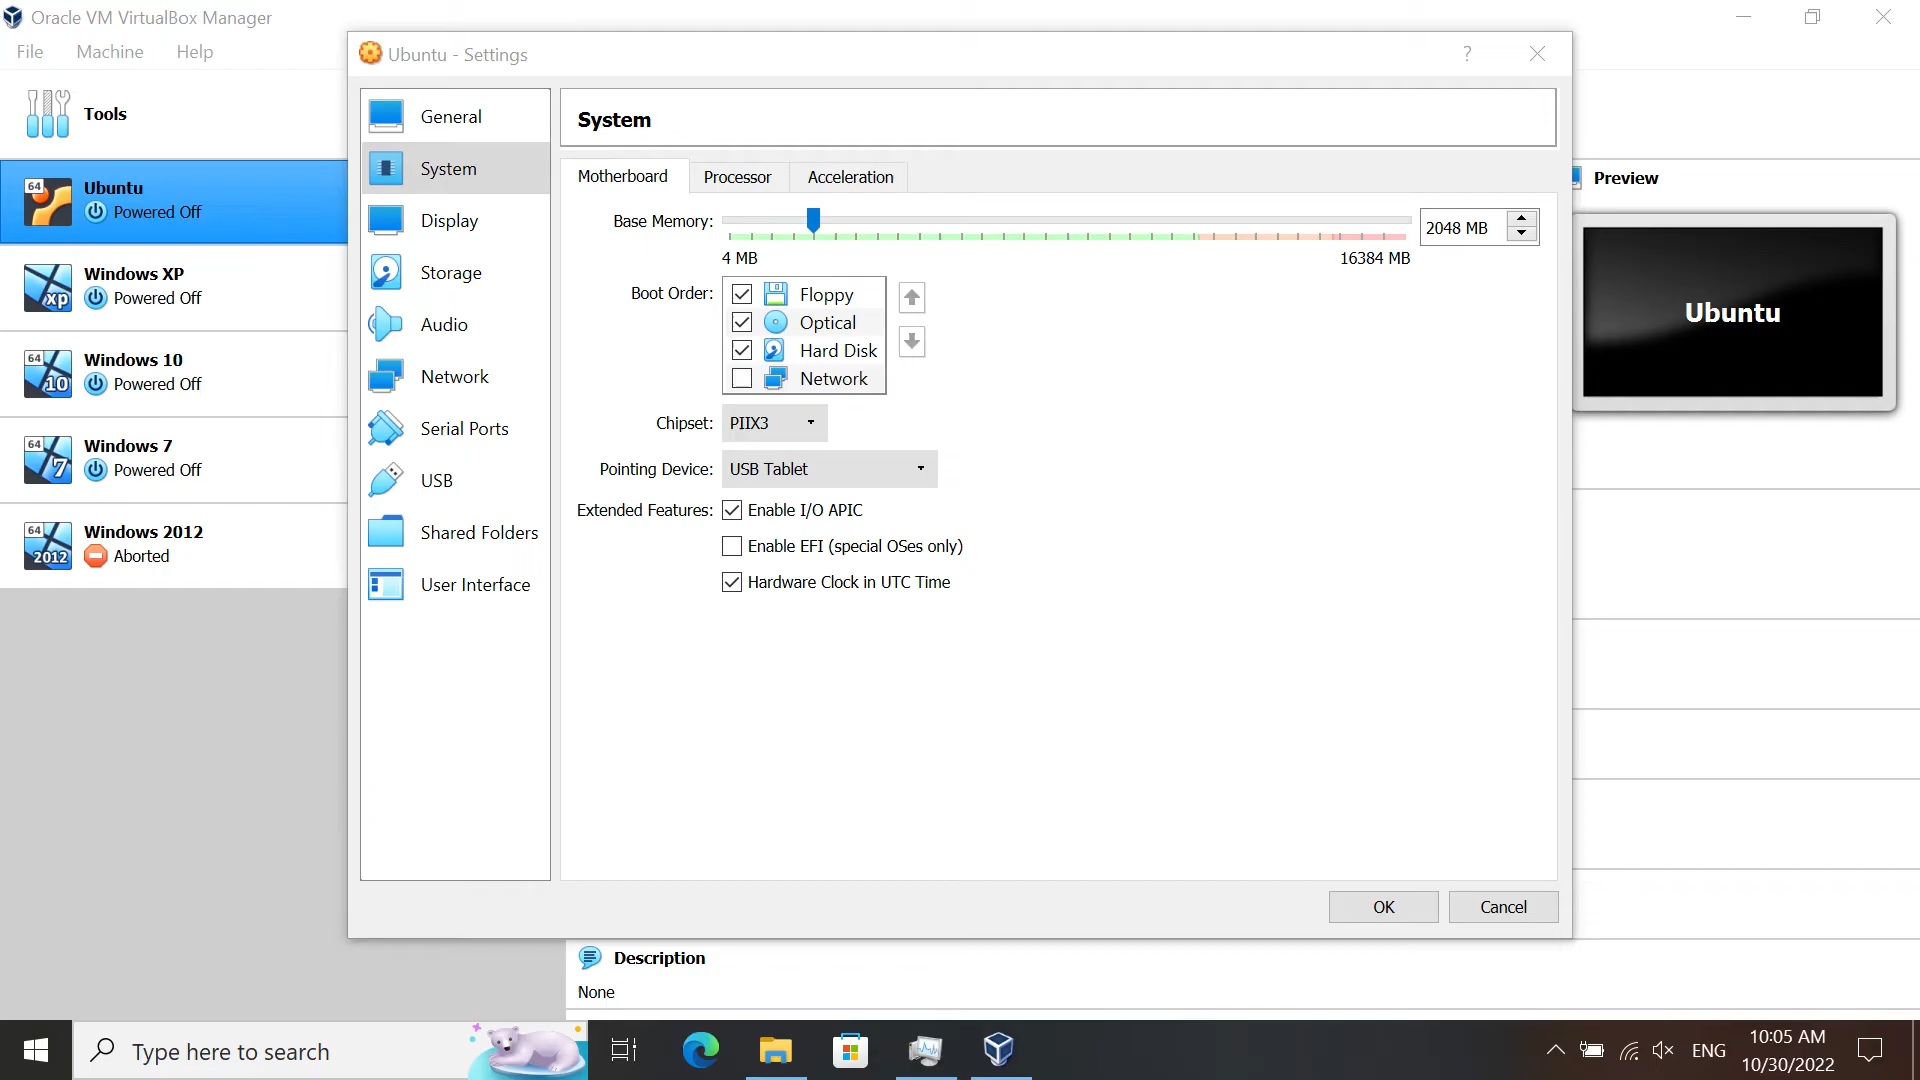 Oracle VM VirtualBox Manager
File Machine Help
Tools
64
Ubuntu
Powered Off
xp
Windows XP
Powered Off
64
10
Windows 10
Powered Off
64
7
Windows 7
Powered Off
64
2012
Windows 2012
Aborted
Ubuntu - Settings
?
General
System
Display
Storage
Audio
Network
Serial Ports
USB
Shared Folders
User Interface
System
Motherboard Processor Acceleration
Base Memory: 2048 MB
4 MB 16384 MB
Boot Order:
Floppy
Optical
Hard Disk
Network
Chipset: PIIX3
Pointing Device: USB Tablet
Extended Features: Enable I/O APIC
Enable EFI (special OSes only)
Hardware Clock in UTC Time
OK Cancel
Preview
Ubuntu
Description
None
Type here to search
ENG
10:05 AM
10/30/2022